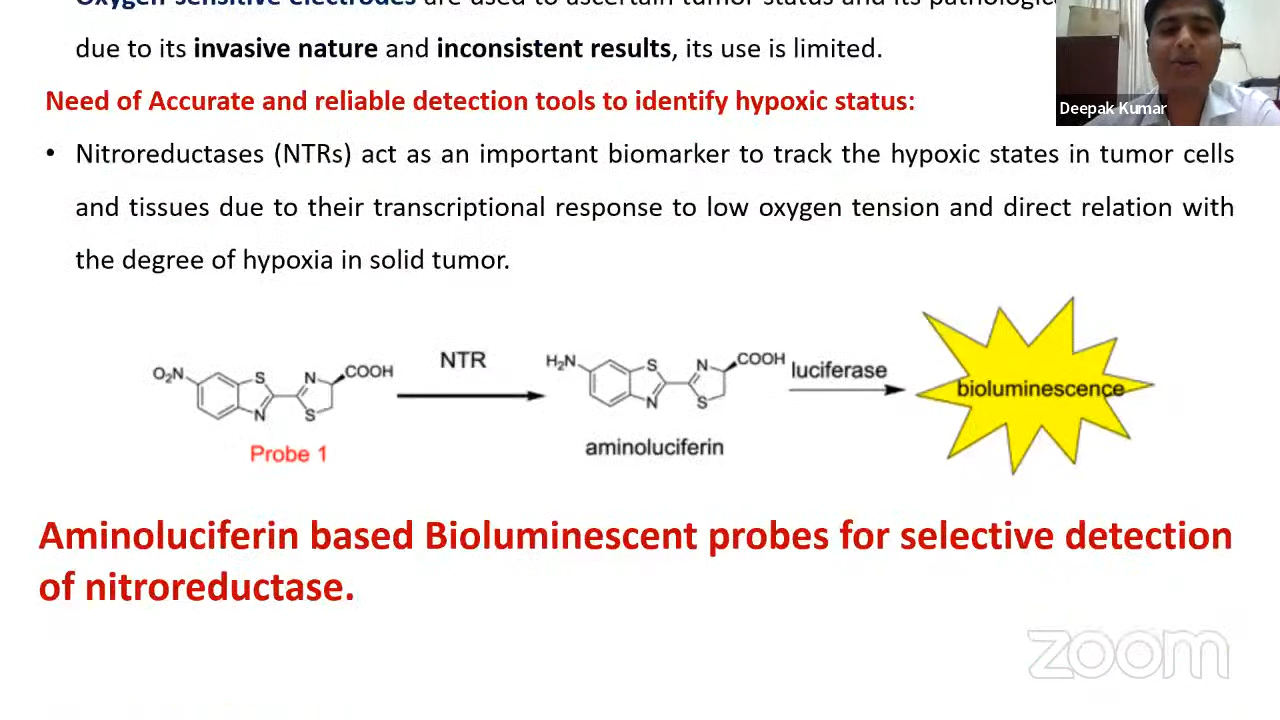 Oxygen sensitive electrodes are used to ascertain tumor status and its
due to its invasive nature and inconsistent results, its use is limited.
Deepak Kumar
Need of Accurate and reliable detection tools to identify hypoxic status:
• Nitroreductases (NTRs) act as an important biomarker to track the hypoxic states in tumor cells
and tissues due to their transcriptional response to low oxygen tension and direct relation with
the degree of hypoxia in solid tumor.
O₂N S N N S COOH
Probe 1
NTR
H₂N S N N S COOH
aminoluciferin
luciferase
bioluminescence
Aminoluciferin based Bioluminescent probes for selective detection
of nitroreductase.
zoom